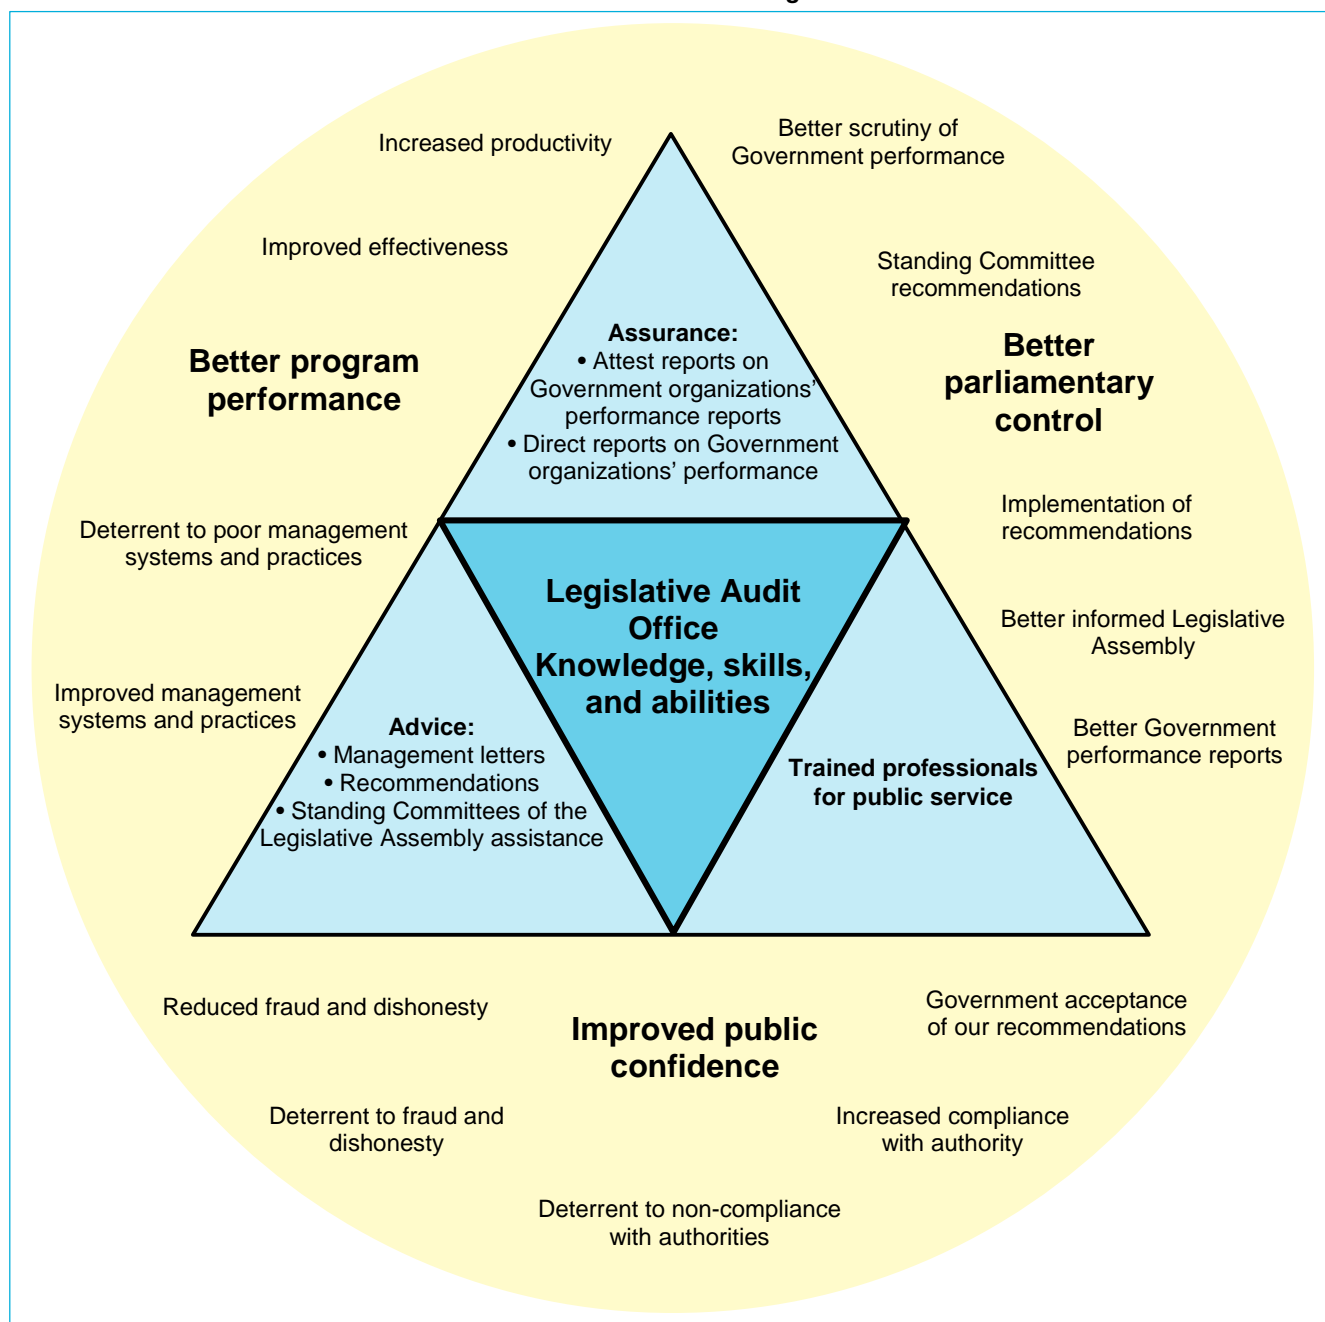 Increased productivity
Better scrutiny of
Government performance
Improved effectiveness
Standing Committee
recommendations
Better program
performance
Assurance:
• Attest reports on
Government organizations’
performance reports
• Direct reports on Government
organizations’ performance
Better
parliamentary
control
Deterrent to poor management
systems and practices
Implementation of
recommendations
Legislative Audit
Office
Knowledge, skills,
and abilities
Better informed Legislative
Assembly
Improved management
systems and practices
Advice:
• Management letters
• Recommendations
• Standing Committees of the
Legislative Assembly assistance
Trained professionals
for public service
Better Government
performance reports
Reduced fraud and dishonesty
Improved public
confidence
Government acceptance
of our recommendations
Deterrent to fraud and
dishonesty
Increased compliance
with authority
Deterrent to non-compliance
with authorities